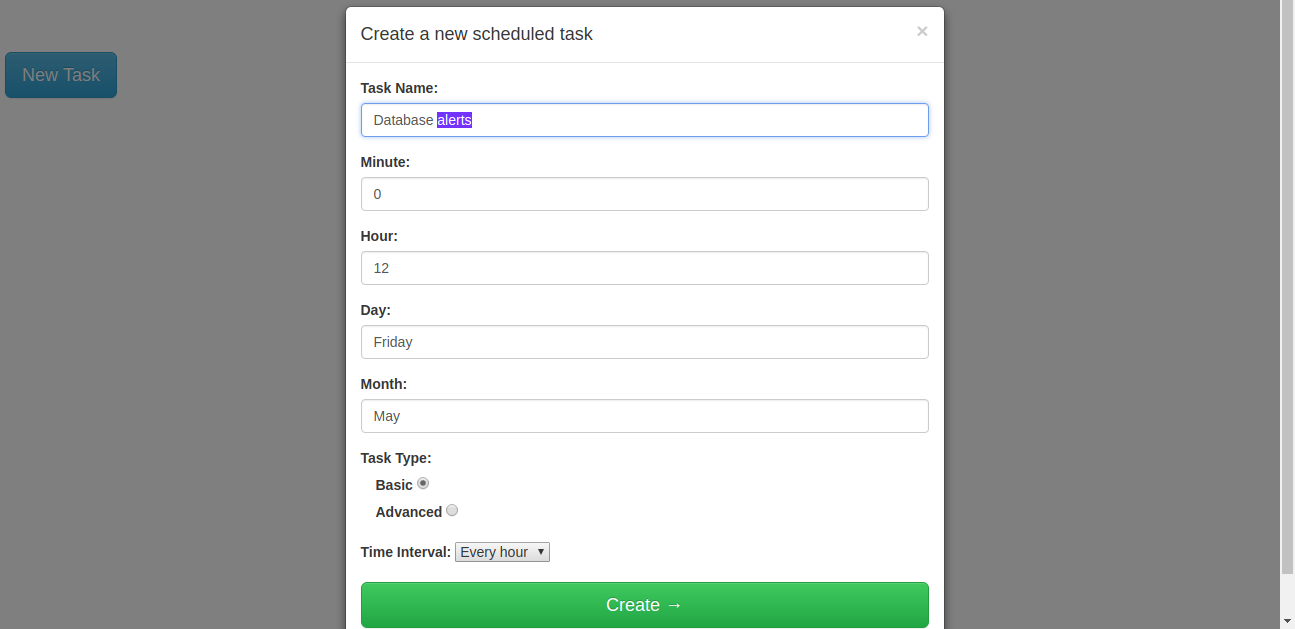 Create a new scheduled task ×
New Task
Task Name:
Database alerts
Minute:
0
Hour:
12
Day:
Friday
Month:
May
Task Type:
Basic
Advanced
Time Interval: Every hour
Create →